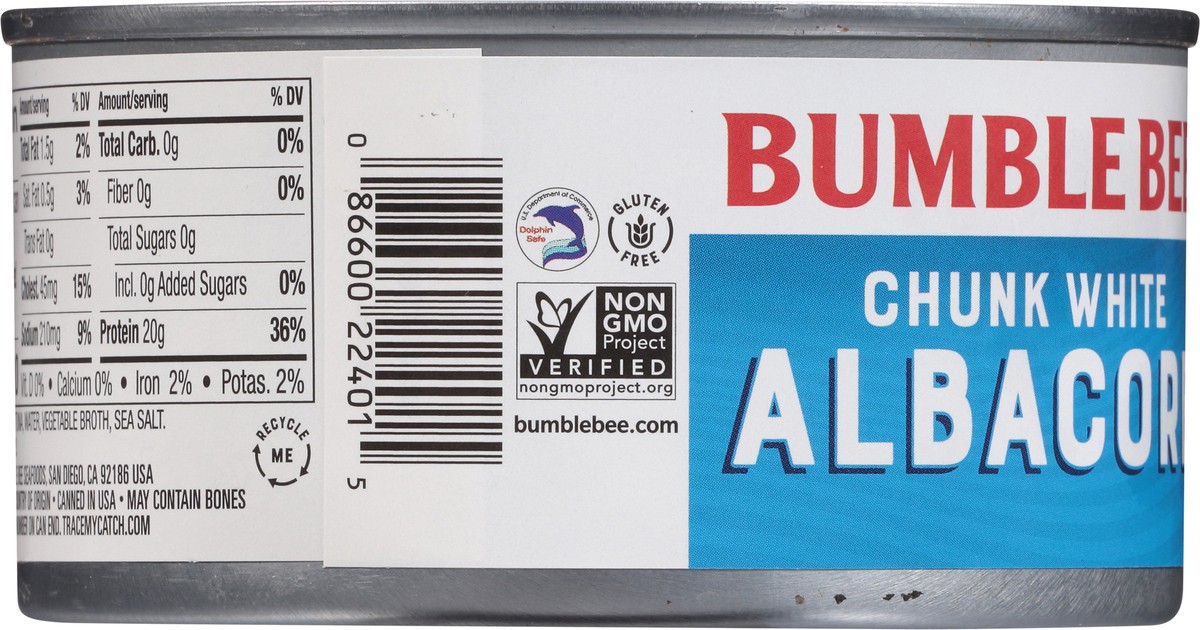 Amount/serving % DV Amount/serving % DV
Total Fat 1.5g 2% Total Carb. 0g 0%
Sat. Fat 0.5g 3% Fiber 0g 0%
Trans Fat 0g Total Sugars 0g
Cholest. 45mg 15% Incl. 0g Added Sugars 0%
Sodium 210mg 9% Protein 20g 36%
Vit. D 0% • Calcium 0% • Iron 2% • Potas. 2%
WATER, VEGETABLE BROTH, SEA SALT.
RECYCLE
ME
SEAFOODS, SAN DIEGO, CA 92186 USA
OF ORIGIN • CANNED IN USA • MAY CONTAIN BONES
ON CAN END. TRACEMYCATCH.COM
0 86600 22401 5
U.S. Department of Commerce
Dolphin
Safe
GLUTEN
FREE
NON
GMO
Project
VERIFIED
nongmoproject.org
bumblebee.com
BUMBLE BE
CHUNK WHITE
ALBACOR